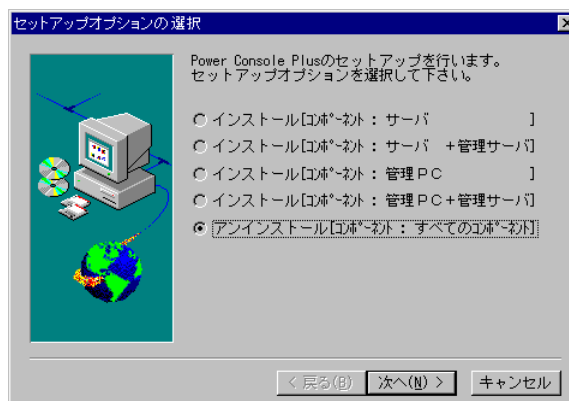 セットアップオプションの選択
Power Console Plusのセットアップを行います。
セットアップオプションを選択して下さい。
インストール[ｺﾝﾎﾟｰﾈﾝﾄ： サーバ ]
インストール[ｺﾝﾎﾟｰﾈﾝﾄ： サーバ ＋管理サーバ]
インストール[ｺﾝﾎﾟｰﾈﾝﾄ： 管理ＰＣ ]
インストール[ｺﾝﾎﾟｰﾈﾝﾄ： 管理ＰＣ＋管理サーバ]
アンインストール[ｺﾝﾎﾟｰﾈﾝﾄ： すべてのｺﾝﾎﾟｰﾈﾝﾄ]
< 戻る(B) 次へ(N) > キャンセル